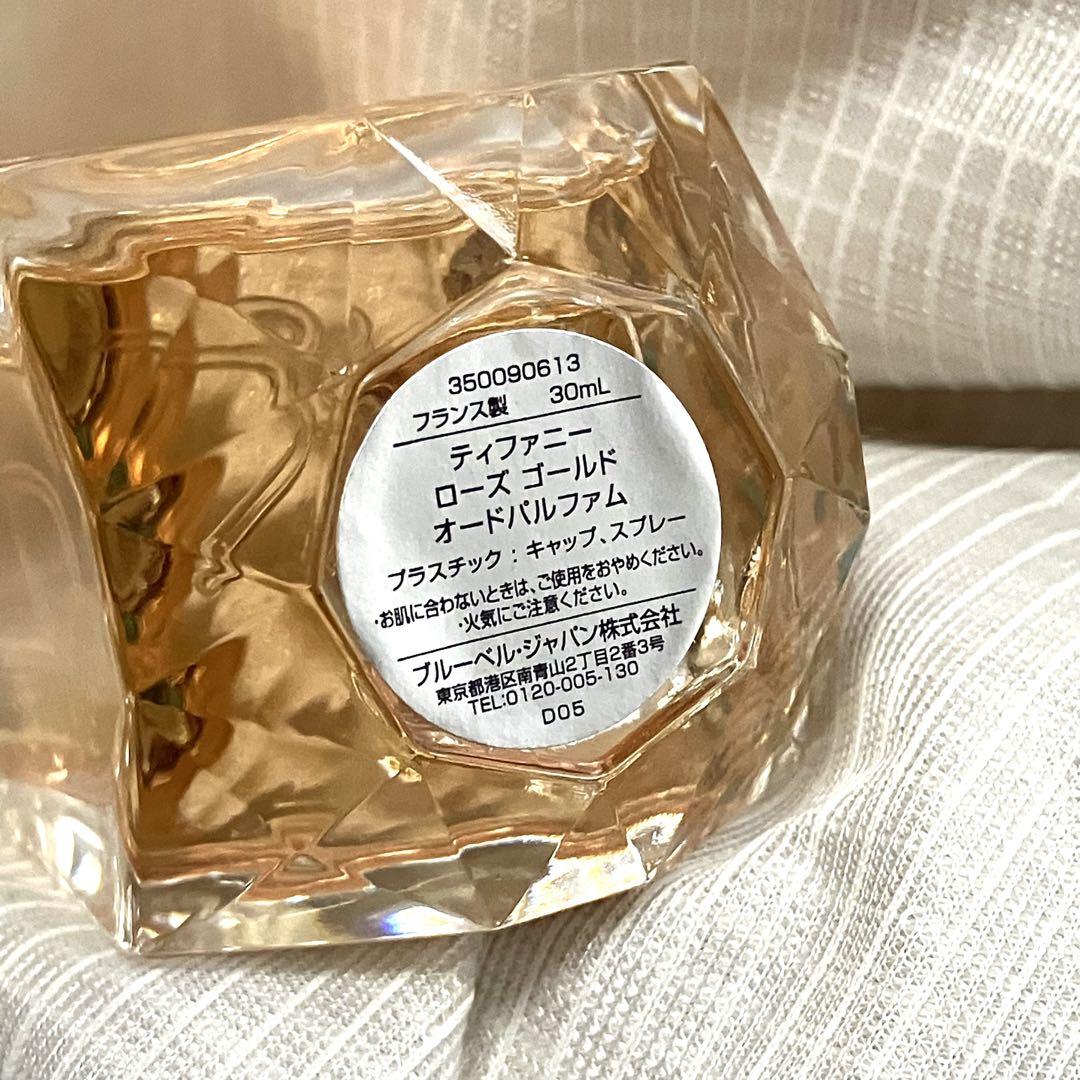 350090613
フランス製 30mL
ティファニー
ローズ ゴールド
オードパルファム
プラスチック : キャップ、スプレー
・お肌に合わないときは、ご使用をおやめください。
・火気にご注意ください。
ブルーベル・ジャパン株式会社
東京都港区南青山2丁目2番3号
TEL:0120-005-130
D05